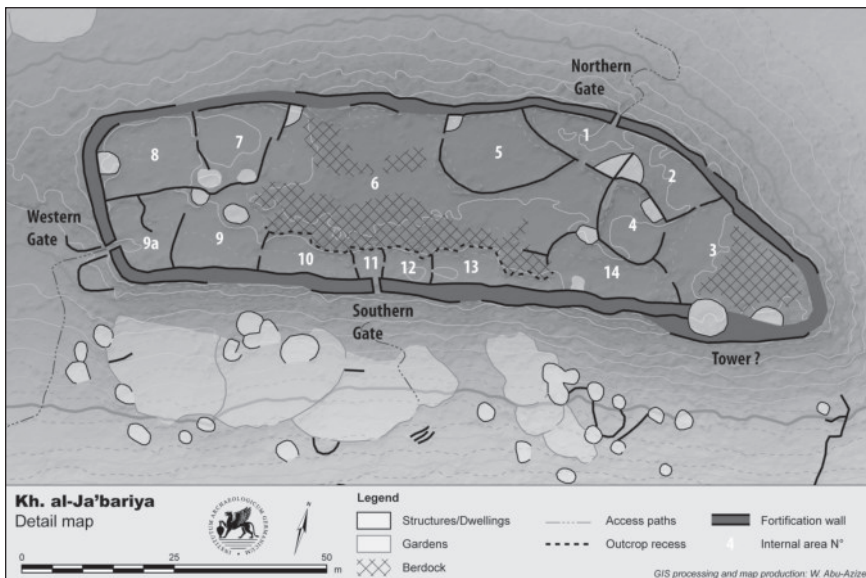 Northern
Gate
1
2
3
4
5
6
7
8
9
9a
10
11
12
13
14
Western
Gate
Southern
Gate
Tower ?
Kh. al-Ja'bariya
Detail map
N
0 25 50
m
Legend
Structures/Dwellings
Gardens
Berdock
Access paths
Outcrop recess
Fortification wall
4 Internal area N°
GIS processing and map production: W. Abu-Azize